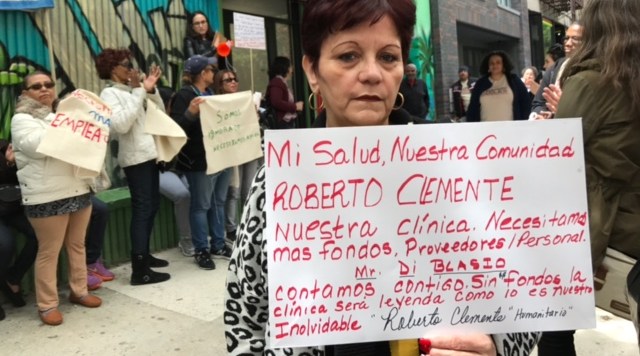 Mi Salud, Nuestra Comunidad
ROBERTO CLEMENTE
Nuestra clínica. Necesitamos
mas fondos, Proveedores/Personal.
Mr. Di BLASIO
contamos contigo. Sin fondos la
clínica será leyenda como lo es nuestro
Inolvidable "Roberto Clemente" Humanitario"
EMPLEA
SOMOS